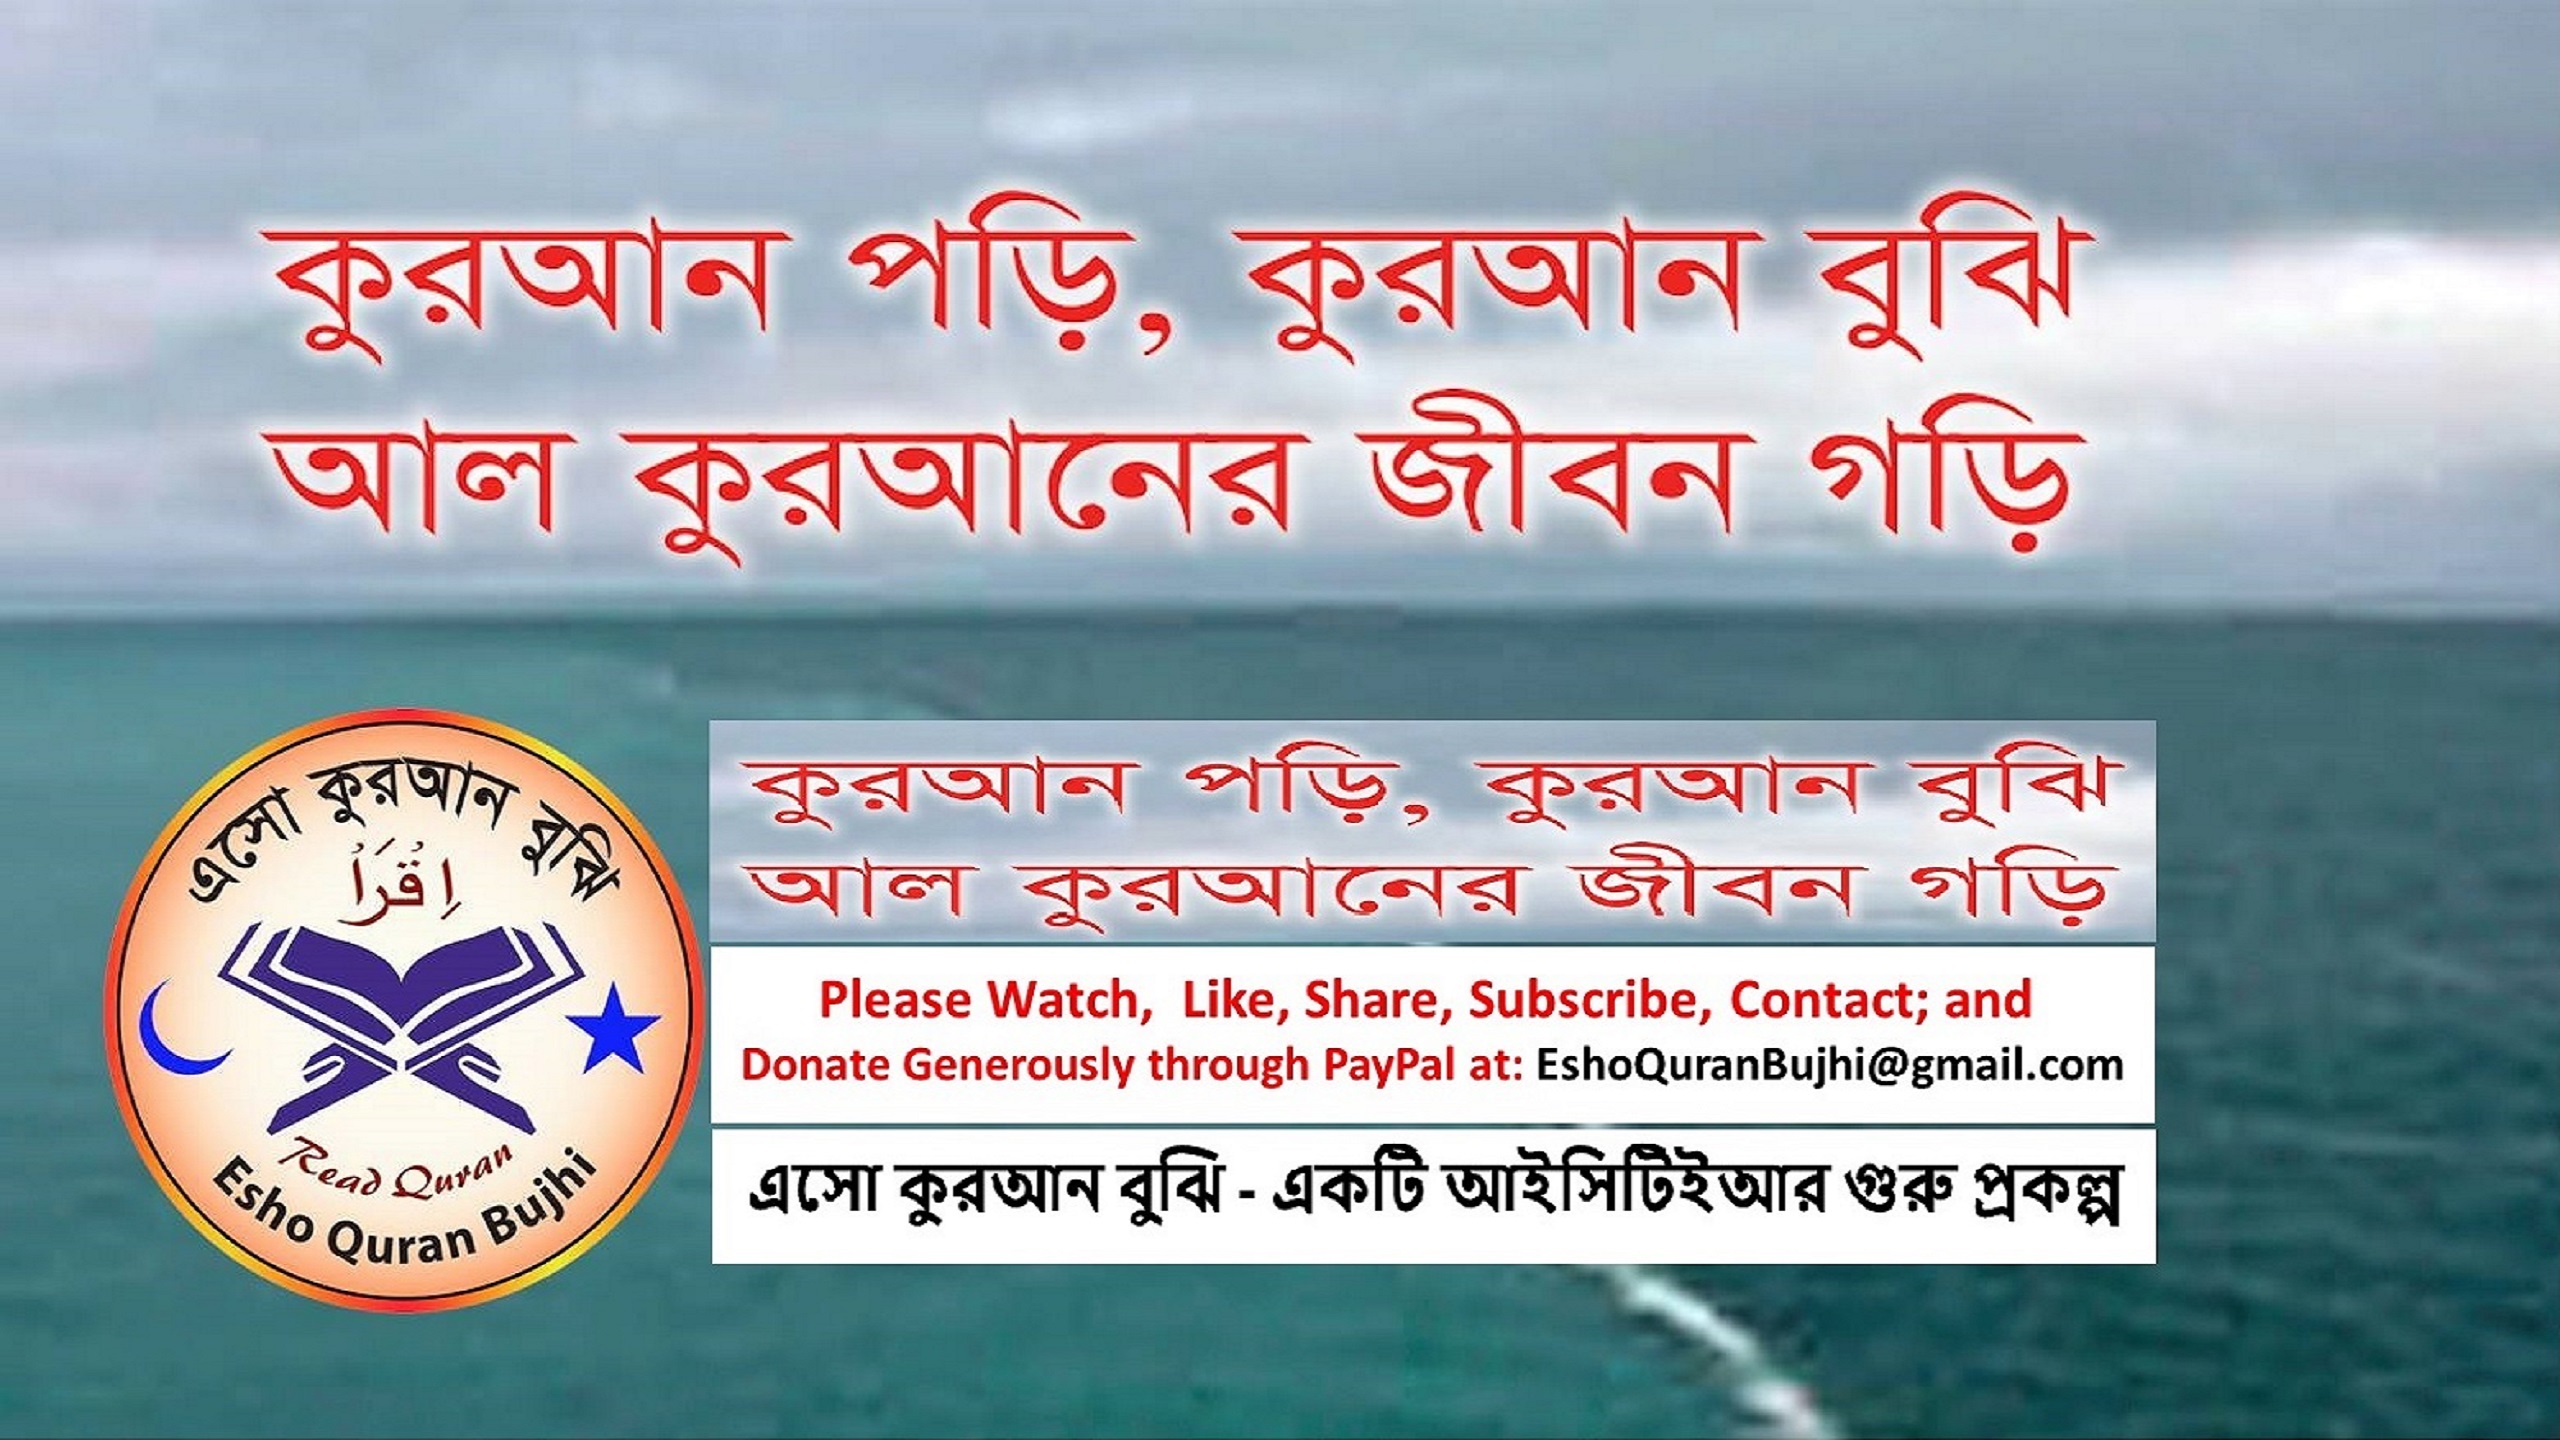 কুরআন পড়ি, কুরআন বুঝি
আল কুরআনের জীবন গড়ি
এসো কুরআন বুঝি
اِقْرَاْ
Read Quran
Esho Quran Bujhi
কুরআন পড়ি, কুরআন বুঝি
আল কুরআনের জীবন গড়ি
Please Watch, Like, Share, Subscribe, Contact; and
Donate Generously through PayPal at: EshoQuranBujhi@gmail.com
এসো কুরআন বুঝি - একটি আইসিটিইআর গুরু প্রকল্প